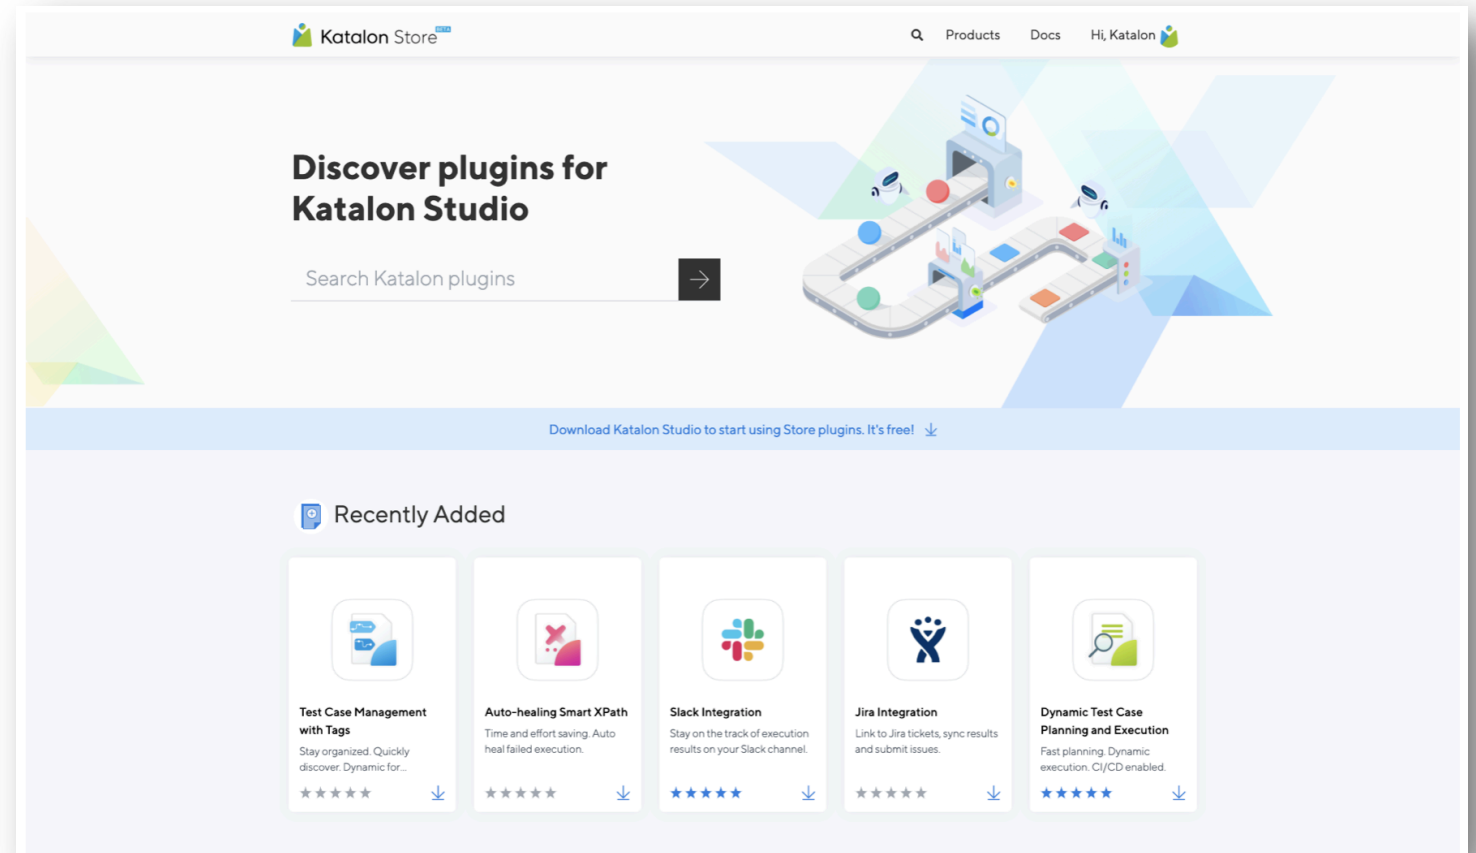 Katalon Store BETA
Products
Docs
Hi, Katalon
Discover plugins for
Katalon Studio
Search Katalon plugins
Download Katalon Studio to start using Store plugins. It's free!
Recently Added
Test Case Management
with Tags
Stay organized. Quickly
discover. Dynamic for...
Auto-healing Smart XPath
Time and effort saving. Auto
heal failed execution.
Slack Integration
Stay on the track of execution
results on your Slack channel.
Jira Integration
Link to Jira tickets, sync results
and submit issues.
Dynamic Test Case
Planning and Execution
Fast planning. Dynamic
execution. CI/CD enabled.